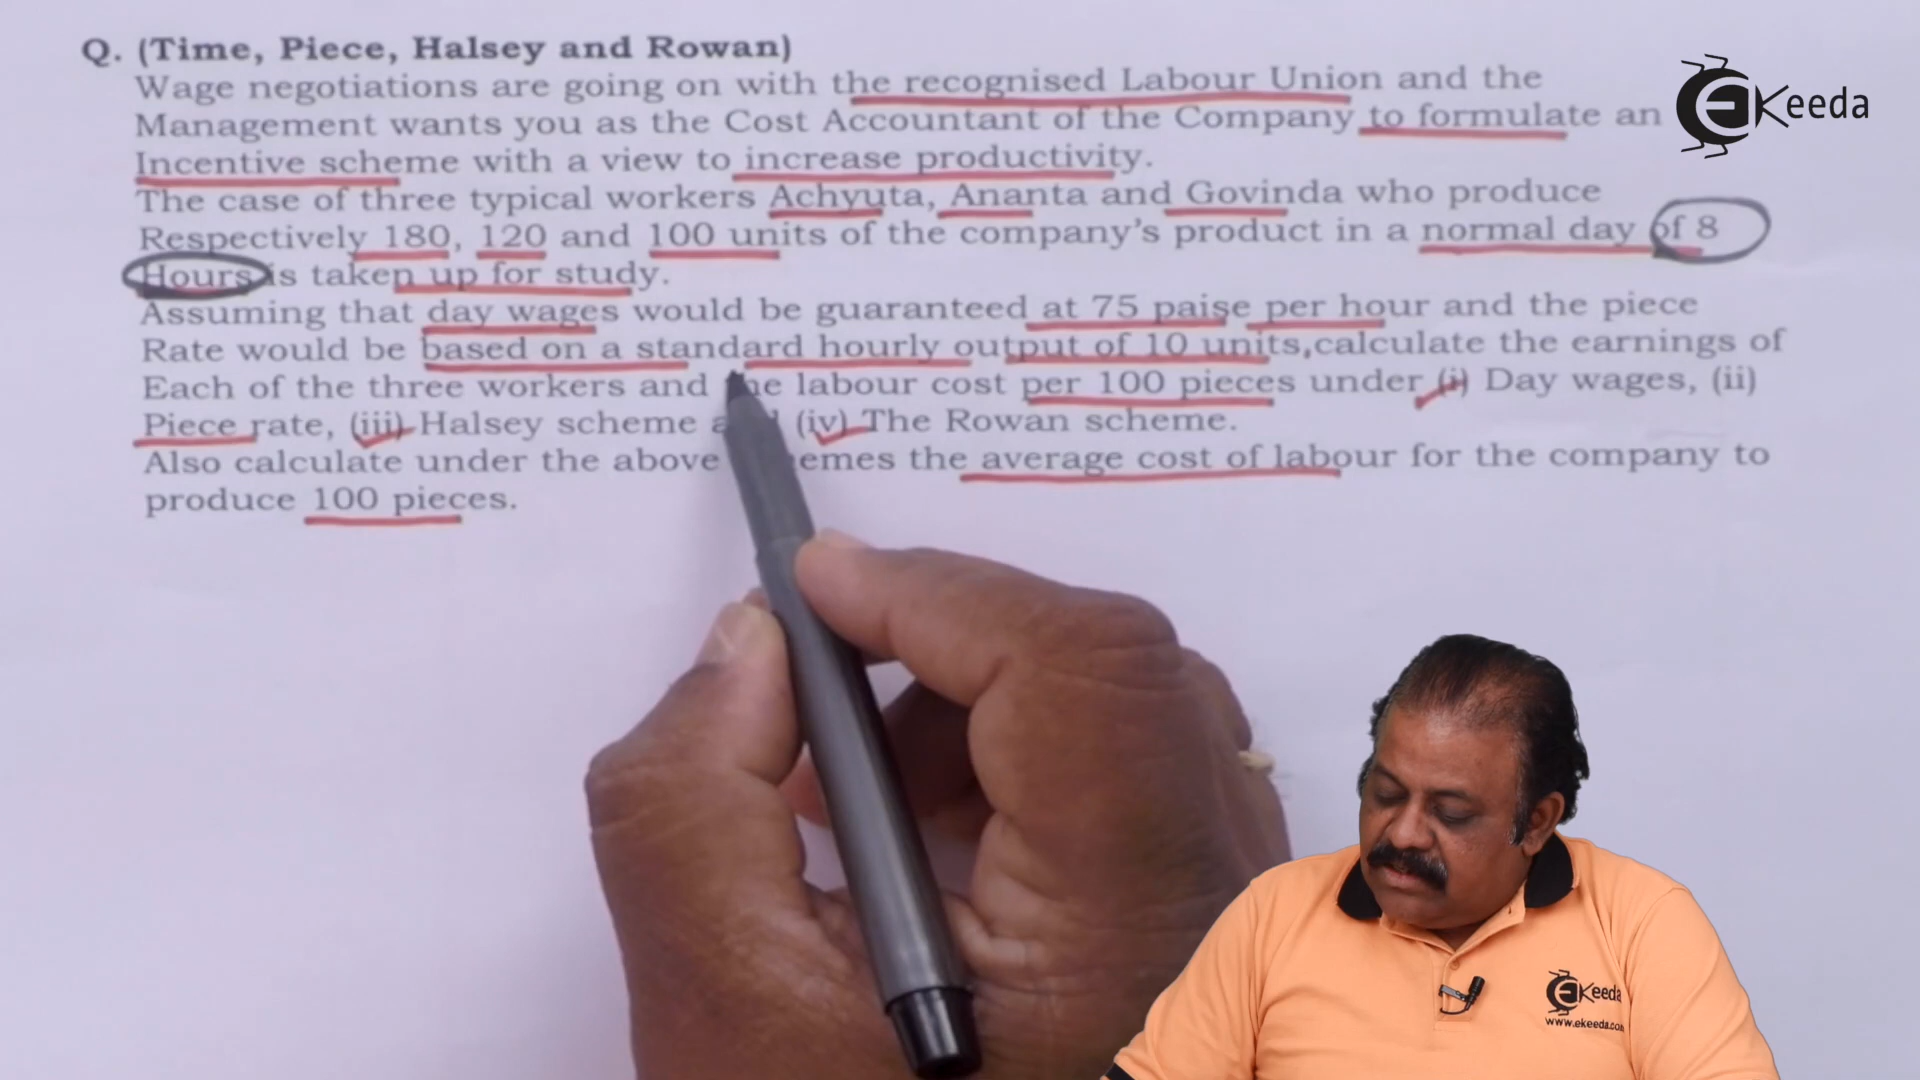 Q. (Time, Piece, Halsey and Rowan)
Wage negotiations are going on with the recognised Labour Union and the
Management wants you as the Cost Accountant of the Company to formulate an
Incentive scheme with a view to increase productivity.
The case of three typical workers Achyuta, Ananta and Govinda who produce
Respectively 180, 120 and 100 units of the company's product in a normal day of 8
Hours is taken up for study.
Assuming that day wages would be guaranteed at 75 paise per hour and the piece
Rate would be based on a standard hourly output of 10 units, calculate the earnings of
Each of the three workers and the labour cost per 100 pieces under (i) Day wages, (ii)
Piece rate, (iii) Halsey scheme (iv) The Rowan scheme.
Also calculate under the above the average cost of labour for the company to
produce 100 pieces.
EKeeda
EKeeda
www.ekeeda.com